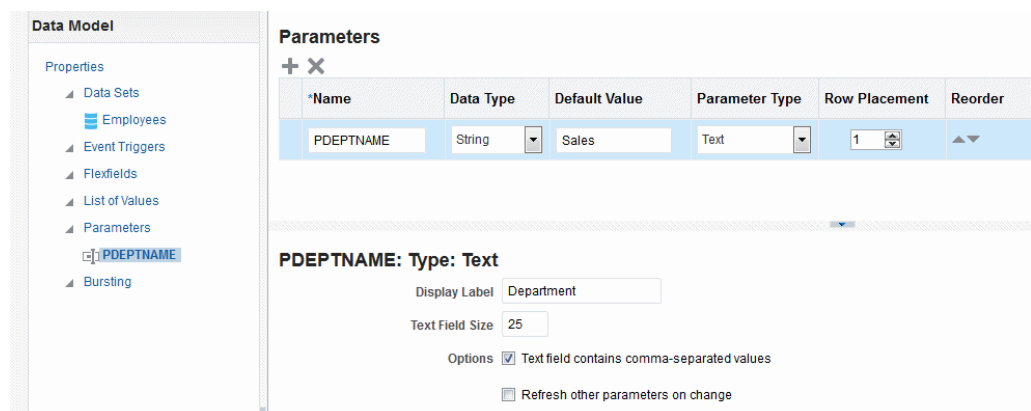 Data Model
Properties
Data Sets
Employees
Event Triggers
Flexfields
List of Values
Parameters
PDEPTNAME
Bursting
Parameters
*Name Data Type Default Value Parameter Type Row Placement Reorder
PDEPTNAME String Sales Text 1
PDEPTNAME: Type: Text
Display Label Department
Text Field Size 25
Options Text field contains comma-separated values
Refresh other parameters on change